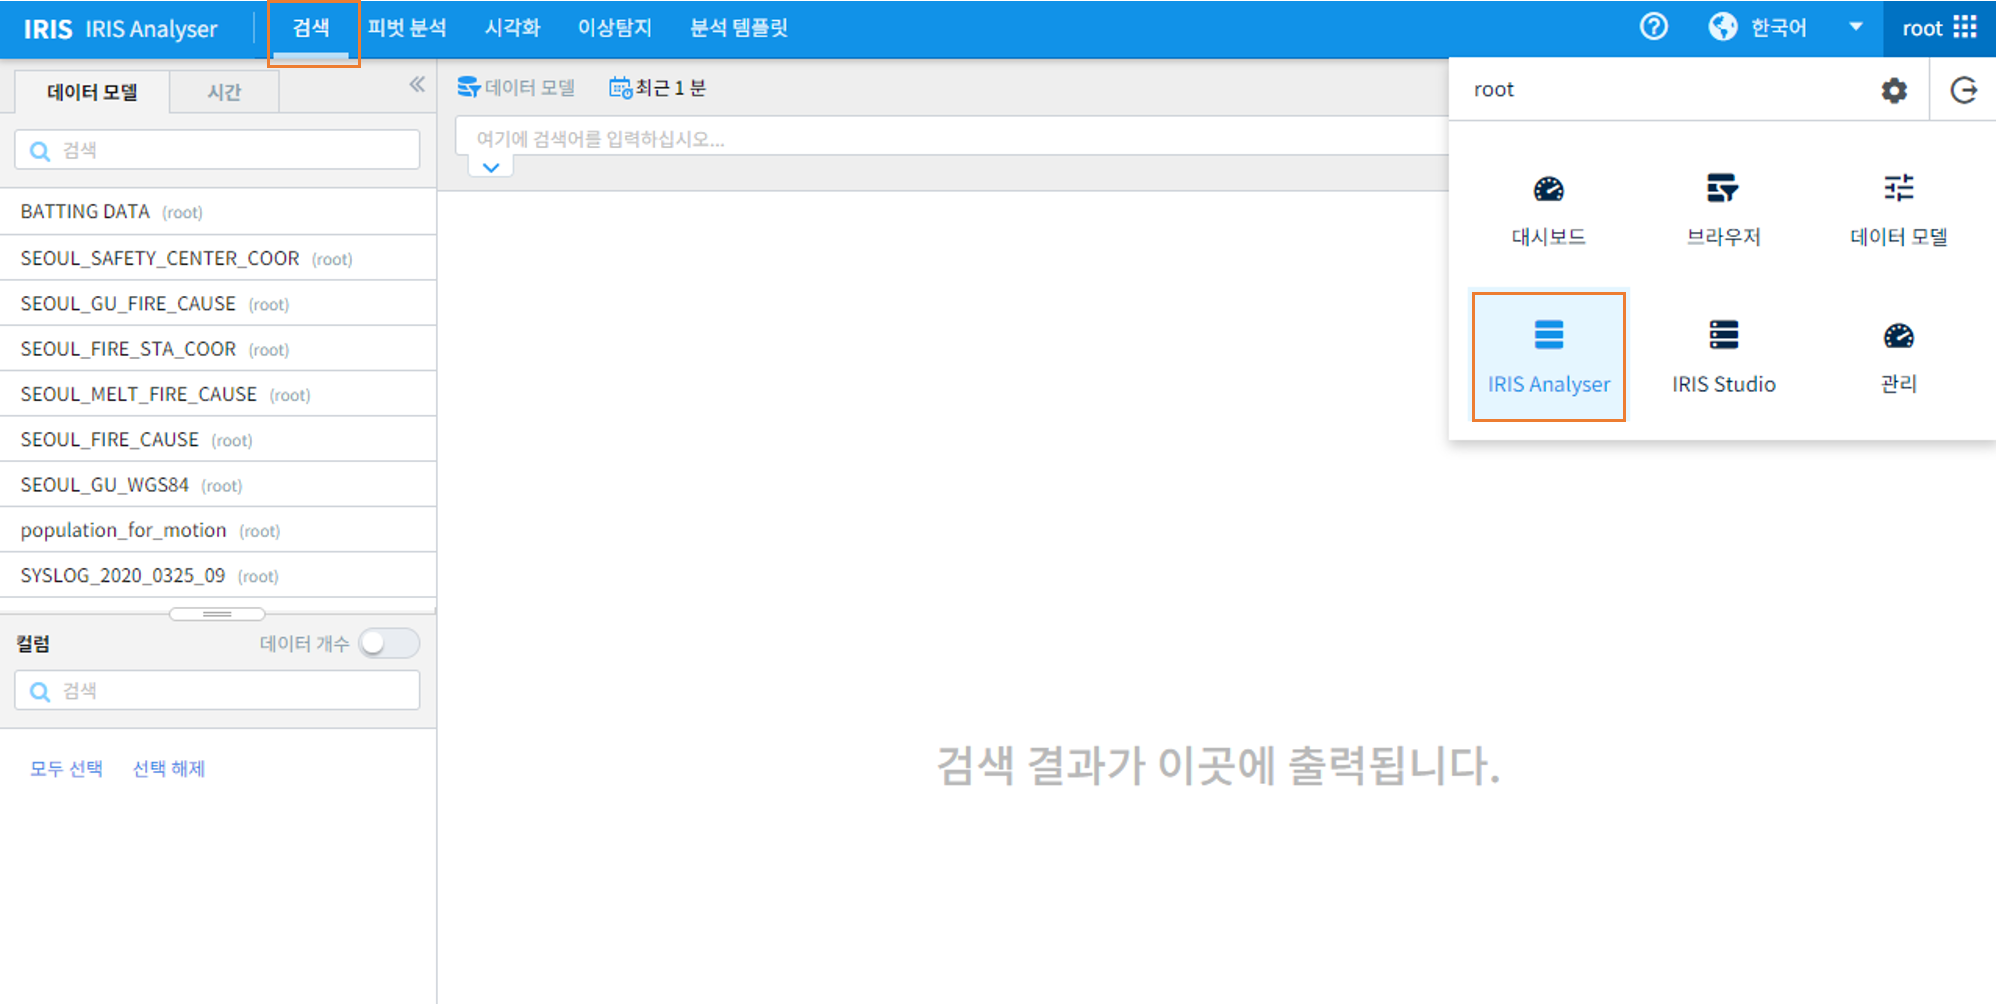 IRIS IRIS Analyser 검색 피벗 분석 시각화 이상탐지 분석 템플릿 한국어 root
데이터 모델 시간
검색
BATTING DATA (root)
SEOUL_SAFETY_CENTER_COOR (root)
SEOUL_GU_FIRE_CAUSE (root)
SEOUL_FIRE_STA_COOR (root)
SEOUL_MELT_FIRE_CAUSE (root)
SEOUL_FIRE_CAUSE (root)
SEOUL_GU_WGS84 (root)
population_for_motion (root)
SYSLOG_2020_0325_09 (root)
컬럼 데이터 개수
검색
모두 선택 선택 해제
데이터 모델 최근 1 분
여기에 검색어를 입력하십시오...
검색 결과가 이곳에 출력됩니다.
root
대시보드 브라우저 데이터 모델
IRIS Analyser IRIS Studio 관리